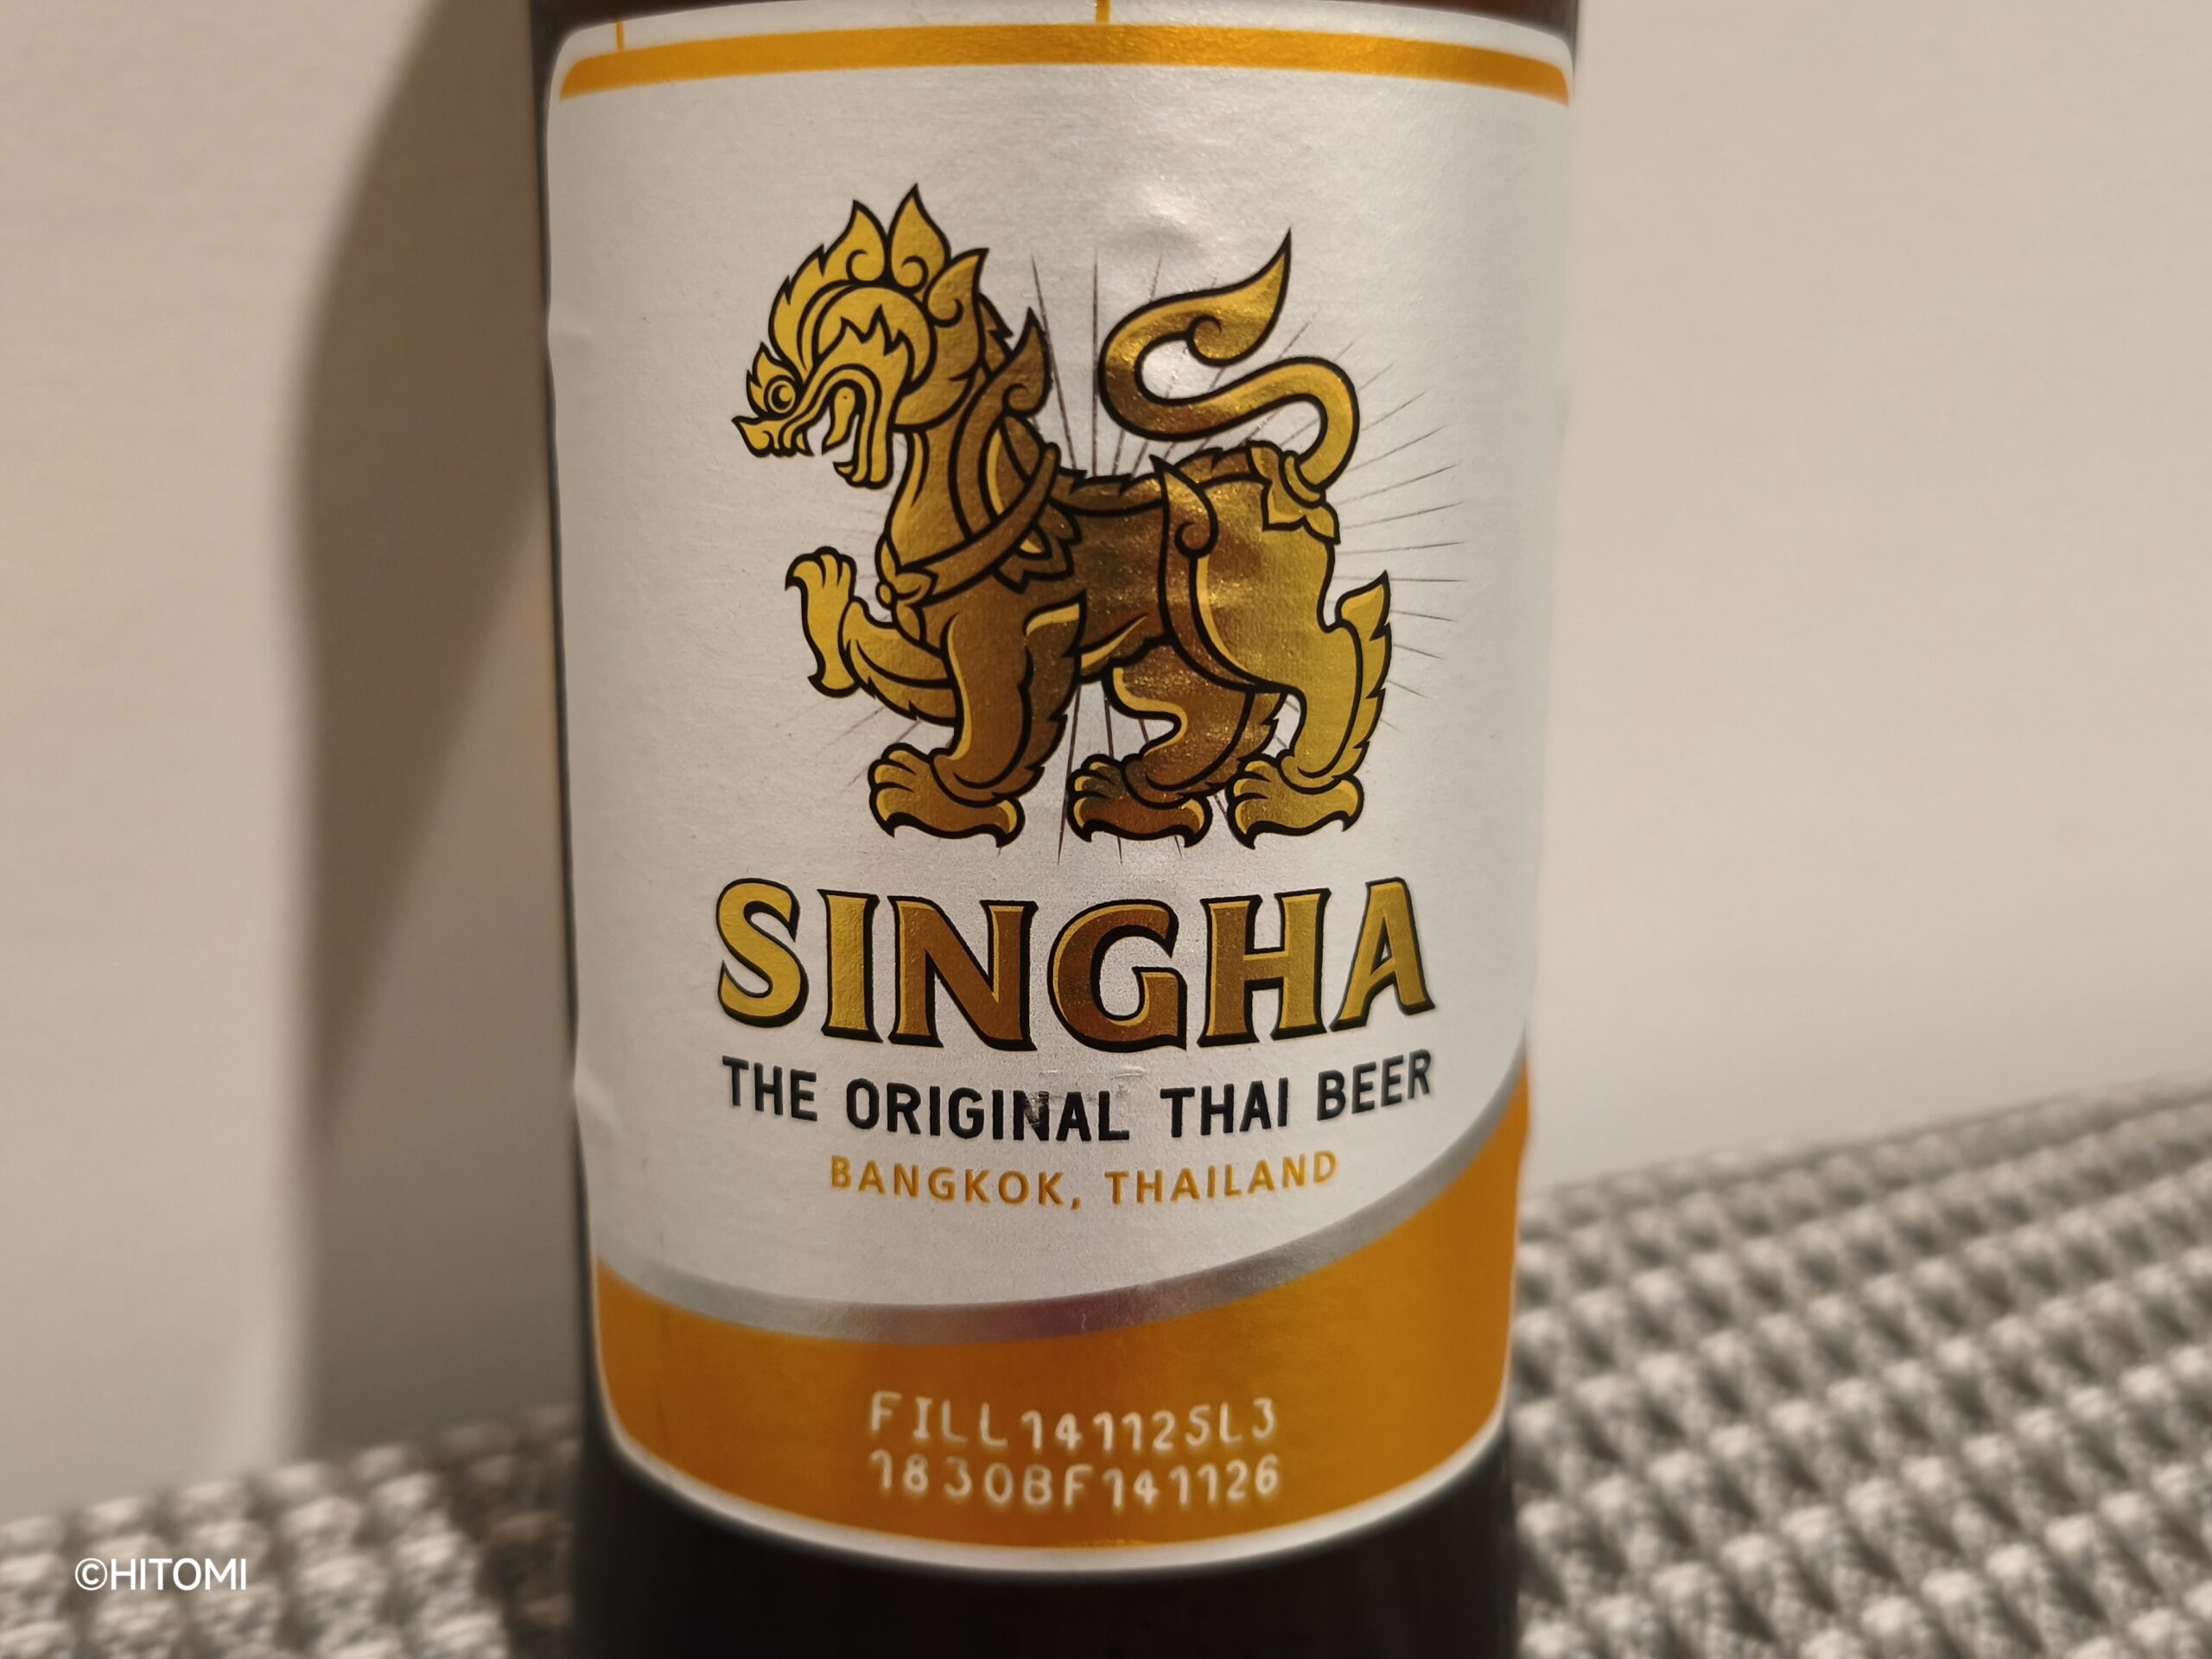 SINGHA
THE ORIGINAL THAI BEER
BANGKOK, THAILAND
FILL141125L3
1830BF141126
©HITOMI